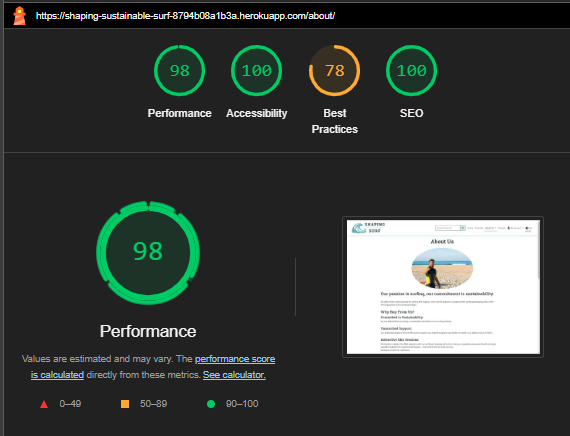 https://shaping-sustainable-surf-8794b08a1b3a.herokuapp.com/about/
98
100
78
100
Performance
Accessibility
Best
Practices
SEO
98
Performance
Values are estimated and may vary. The performance score
is calculated directly from these metrics. See calculator.
0–49
50–89
90–100
SHAPING
SURF
About Us
Our passion is surfing, our commitment is sustainability.
Why Buy From Us?